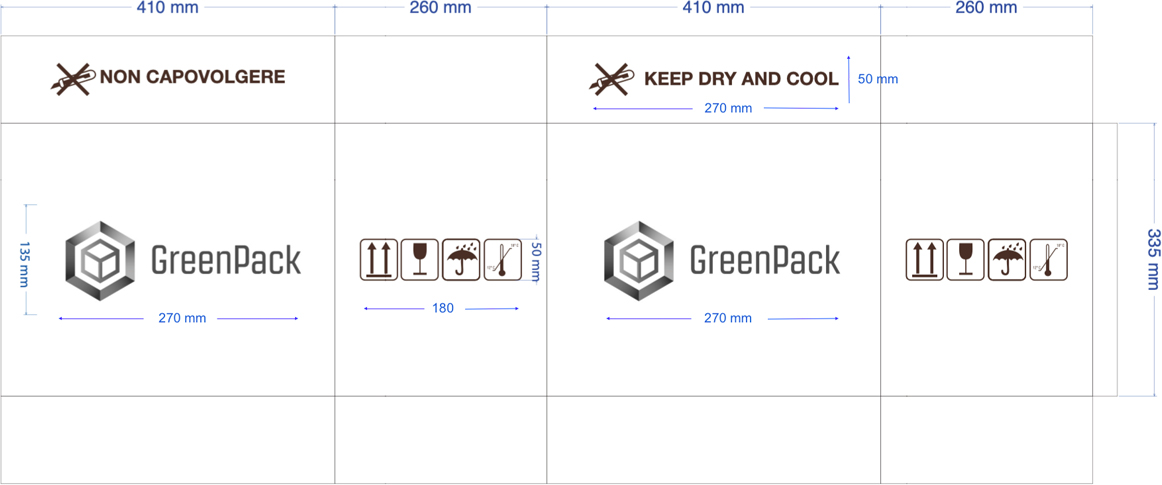 410 mm
260 mm
410 mm
260 mm
NON CAPOVOLGERE
KEEP DRY AND COOL
50 mm
270 mm
135 mm
GreenPack
50 mm
GreenPack
335 mm
270 mm
180
270 mm